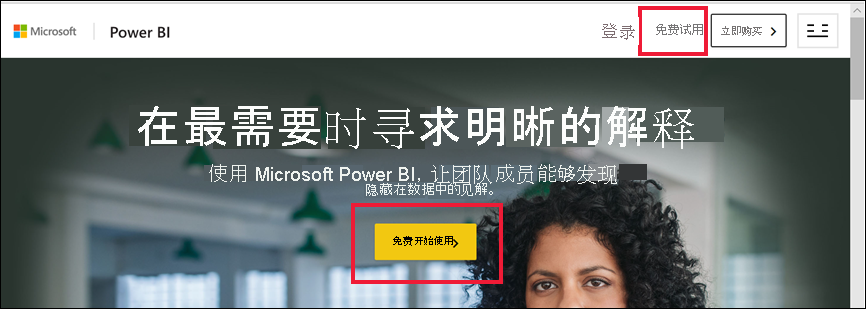 Microsoft Power BI 登录 免费试用 立即购买
在最需要时寻求明晰的解释
使用 Microsoft Power BI, 让团队成员能够发现
隐藏在数据中的见解。
免费开始使用